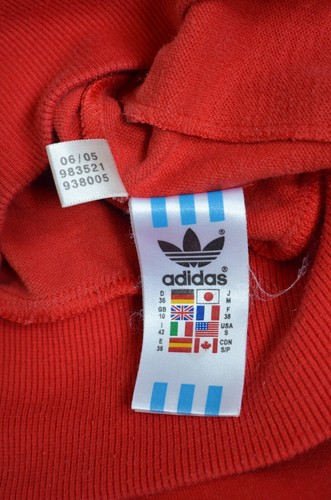 06/05
983521
938005
adidas®
D J
36 M
GB F
10 38
I USA
42 S
E CDN
38 S/P